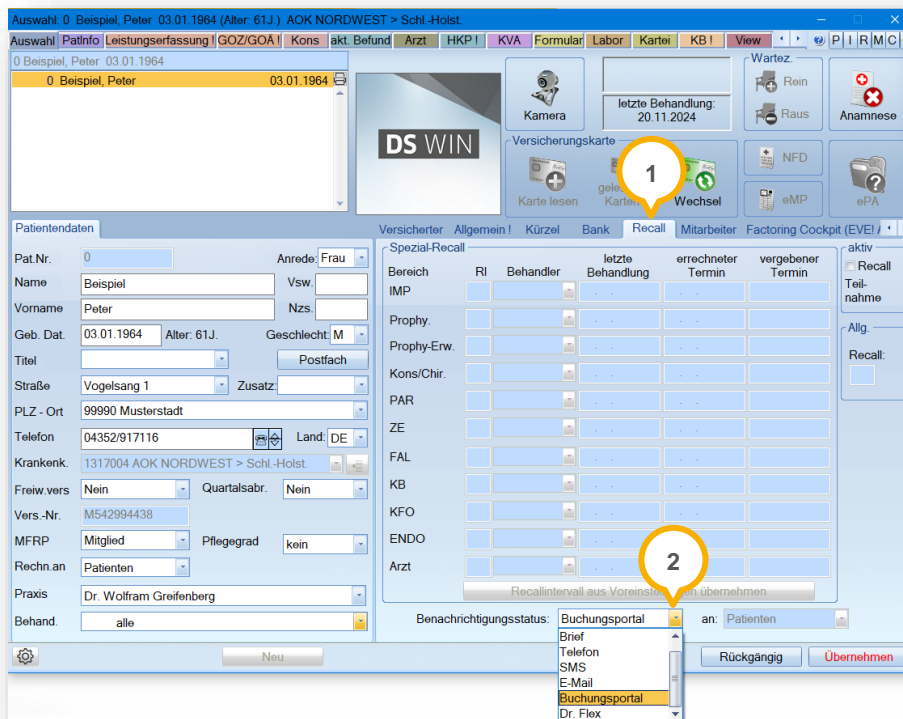 Auswahl: 0 Beispiel, Peter 03.01.1964 (Alter: 61J.) AOK NORDWEST > Schl.-Holst.
Auswahl PatInfo Leistungserfassung ! GOZ/GOÄ ! Kons akt. Befund Arzt HKP ! KVA Formular Labor Kartei KB ! View P I R M C
0 Beispiel, Peter 03.01.1964
0 Beispiel, Peter 03.01.1964
DS WIN
Kamera
letzte Behandlung:
20.11.2024
Wartez.
Rein
Raus
Anamnese
Versicherungskarte
Karte lesen
Karten
Wechsel
NFD
eMP
ePA
1
Patientendaten
Versicherter Allgemein ! Kürzel Bank Recall Mitarbeiter Factoring Cockpit (EVE! /
Pat.Nr. 0 Anrede: Frau
Name Beispiel Vsw.
Vorname Peter Nzs.
Geb. Dat. 03.01.1964 Alter: 61J. Geschlecht: M
Titel Postfach
Straße Vogelsang 1 Zusatz:
PLZ - Ort 99990 Musterstadt
Telefon 04352/917116 Land: DE
Krankenk. 1317004 AOK NORDWEST > Schl.-Holst.
Freiw.vers Nein Quartalsabr. Nein
Vers.-Nr. M542994438
MFRP Mitglied Pflegegrad kein
Rechn.an Patienten
Praxis Dr. Wolfram Greifenberg
Behand. alle
Neu
Spezial-Recall
Bereich RI Behandler letzte Behandlung errechneter Termin vergebener Termin
IMP
Prophy.
Prophy-Erw.
Kons/Chir.
PAR
ZE
FAL
KB
KFO
ENDO
Arzt
aktiv
Recall
Teil-
nahme
Allg.
Recall:
2
Recallintervall aus übernehmen
Benachrichtigungsstatus: Buchungsportal an: Patienten
Brief
Telefon
SMS
E-Mail
Buchungsportal
Dr. Flex
Rückgängig Übernehmen